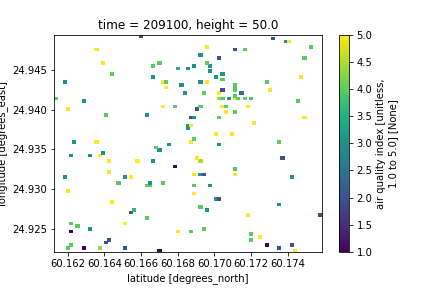 time = 209100, height = 50.0
24.945
24.940
24.935
24.930
24.925
longitude [degrees_east]
60.162 60.164 60.166 60.168 60.170 60.172 60.174
latitude [degrees_north]
5.0
4.5
4.0
3.5
3.0
2.5
2.0
1.5
1.0
air quality index [unitless,
1.0 to 5.0] [None]